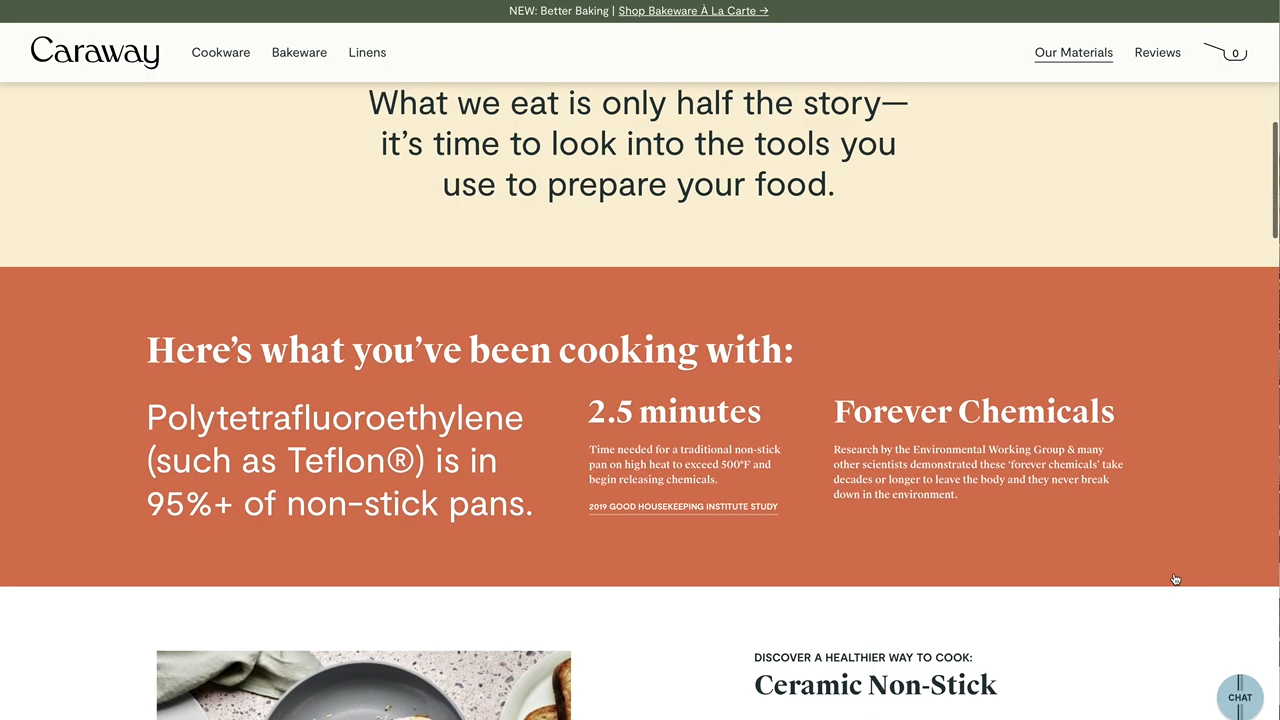 NEW: Better Baking | Shop Bakeware À La Carte →
Caraway
Cookware
Bakeware
Linens
Our Materials
Reviews
0
What we eat is only half the story—
it’s time to look into the tools you
use to prepare your food.
Here’s what you’ve been cooking with:
Polytetrafluoroethylene
(such as Teflon®) is in
95%+ of non-stick pans.
2.5 minutes
Time needed for a traditional non-stick
pan on high heat to exceed 500°F and
begin releasing chemicals.
2019 GOOD HOUSEKEEPING INSTITUTE STUDY
Forever Chemicals
Research by the Environmental Working Group & many
other scientists demonstrated these ‘forever chemicals’ take
decades or longer to leave the body and they never break
down in the environment.
DISCOVER A HEALTHIER WAY TO COOK:
Ceramic Non-Stick
CHAT